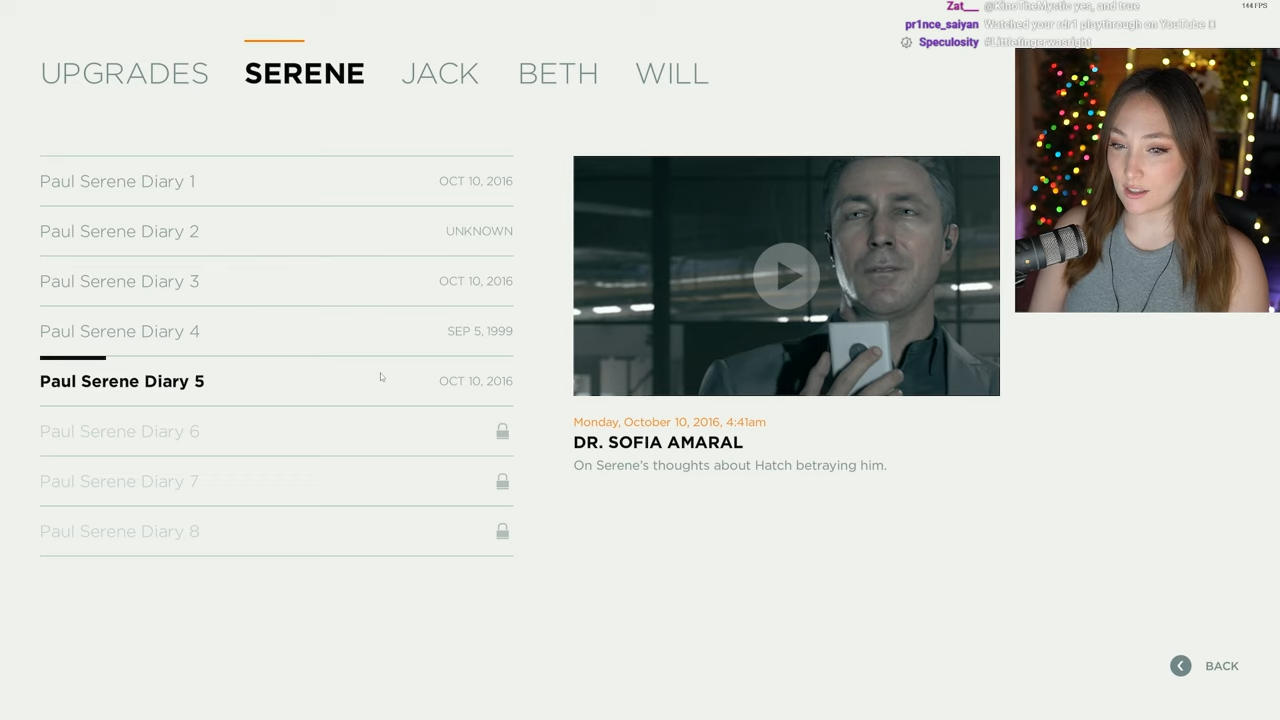 Zat___ @KinoTheMystic yes, and true
144 FPS
pr1nce_saiyan Watched your rdr1 playthrough on YouTube
Speculosity #Littlefingerwasright
UPGRADES SERENE JACK BETH WILL
Paul Serene Diary 1 OCT 10, 2016
Paul Serene Diary 2 UNKNOWN
Paul Serene Diary 3 OCT 10, 2016
Paul Serene Diary 4 SEP 5, 1999
Paul Serene Diary 5 OCT 10, 2016
Paul Serene Diary 6
Paul Serene Diary 7
Paul Serene Diary 8
Monday, October 10, 2016, 4:41am
DR. SOFIA AMARAL
On Serene's thoughts about Hatch betraying him.
BACK